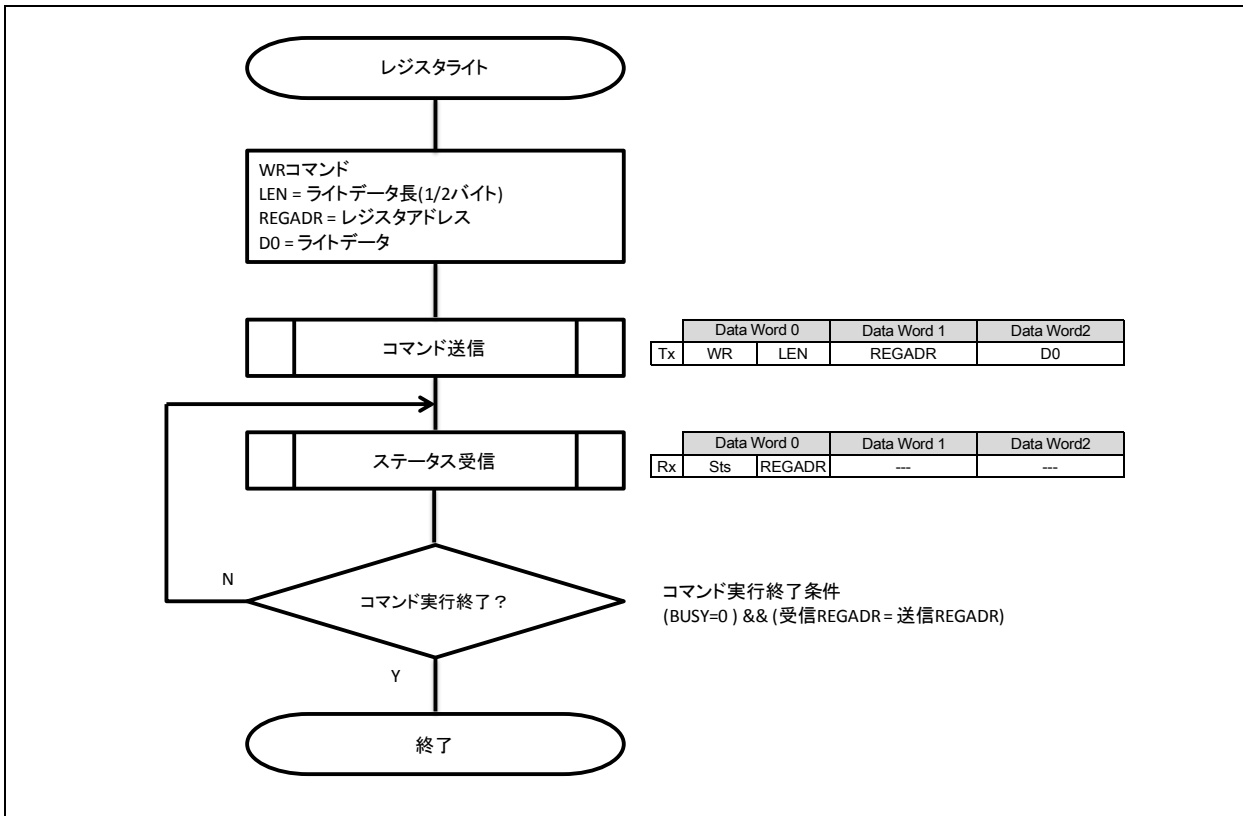 レジスタライト
WRコマンド
LEN = ライトデータ長(1/2バイト)
REGADR = レジスタアドレス
D0 = ライトデータ
コマンド送信
Data Word 0 Data Word 1 Data Word2
Tx WR LEN REGADR D0
ステータス受信
Data Word 0 Data Word 1 Data Word2
Rx Sts REGADR --- ---
N
コマンド実行終了?
コマンド実行終了条件
(BUSY=0 ) && (受信REGADR = 送信REGADR)
Y
終了